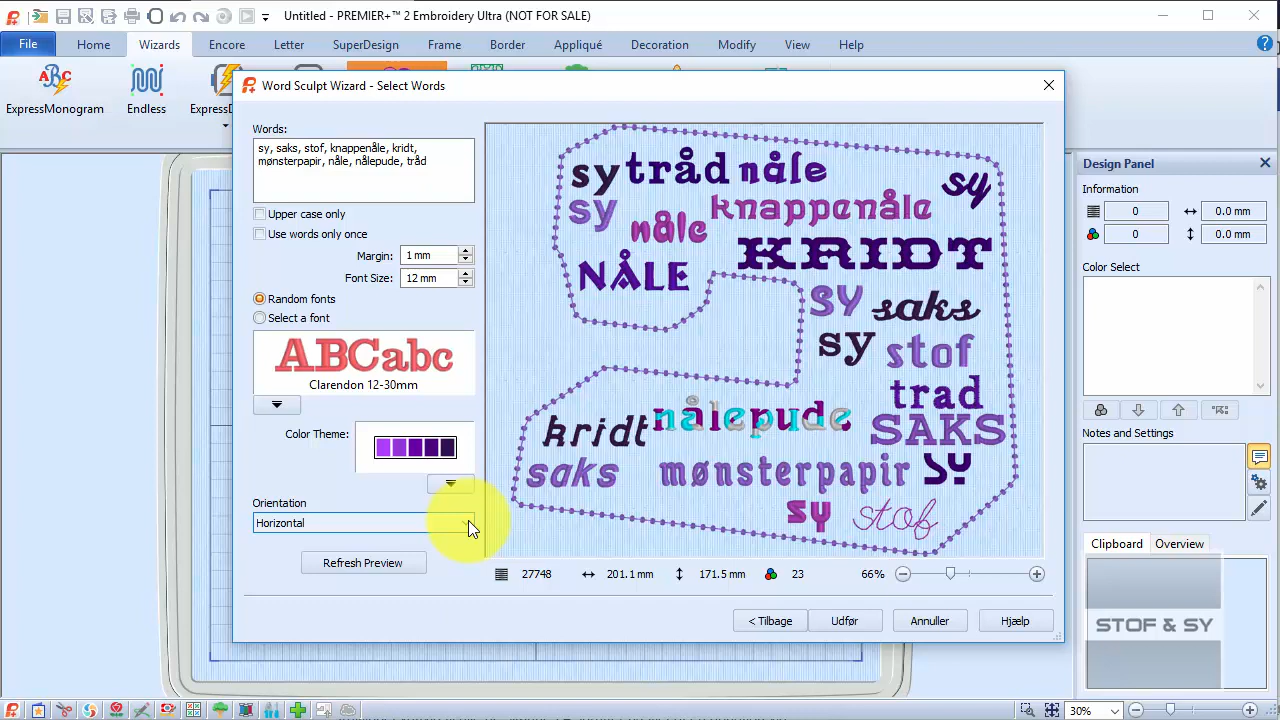 Untitled - PREMIER+™ 2 Embroidery Ultra (NOT FOR SALE)
File Home Wizards Encore Letter SuperDesign Frame Border Appliqué Decoration Modify View Help
ExpressMonogram Endless
Word Sculpt Wizard - Select Words
Words:
sy, saks, stof, knappenåle, kridt,
mønsterpapir, nåle, nålepude, tråd
Upper case only
Use words only once
Margin: 1 mm
Font Size: 12 mm
Random fonts
Select a font
ABCabc
Clarendon 12-30mm
Color Theme:
Orientation
Horizontal
Refresh Preview
sy tråd nåle sy
sy nåle knappenåle
NÅLE KRIDT
sy saks
sy stof
trad
kridt nålepude SAKS
saks mønsterpapir sy
sy stof
27748 201.1 mm 171.5 mm 23 66%
< Tilbage Udfør Annuller Hjælp
Design Panel
Information
0 0.0 mm
0 0.0 mm
Color Select
Notes and Settings
Clipboard Overview
STOF & SY
30%